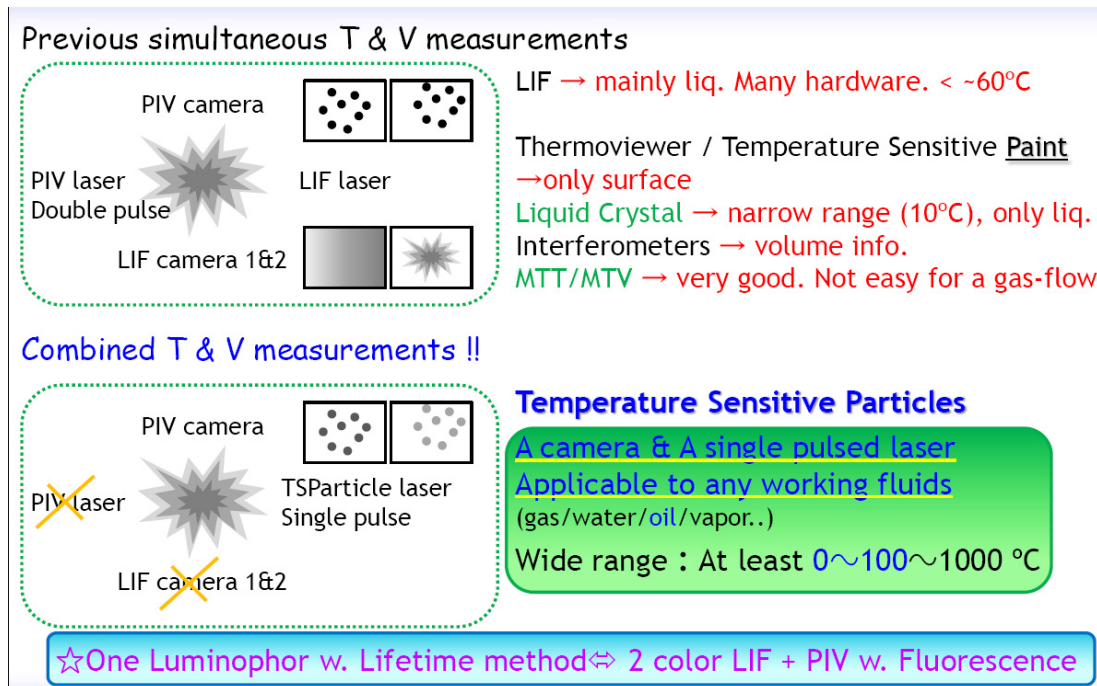 Previous simultaneous T & V measurements
PIV camera
PIV laser
Double pulse
LIF laser
LIF camera 1&2
LIF → mainly liq. Many hardware. < ~60℃
Thermoviewer / Temperature Sensitive Paint
→only surface
Liquid Crystal → narrow range (10℃), only liq.
Interferometers → volume info.
MTT/MTV → very good. Not easy for a gas-flow
Combined T & V measurements !!
PIV camera
PIV laser
TSParticle laser
Single pulse
LIF camera 1&2
Temperature Sensitive Particles
A camera & A single pulsed laser
Applicable to any working fluids
(gas/water/oil/vapor..)
Wide range : At least 0～100～1000 ℃
☆One Luminophor w. Lifetime method⇔ 2 color LIF + PIV w. Fluorescence